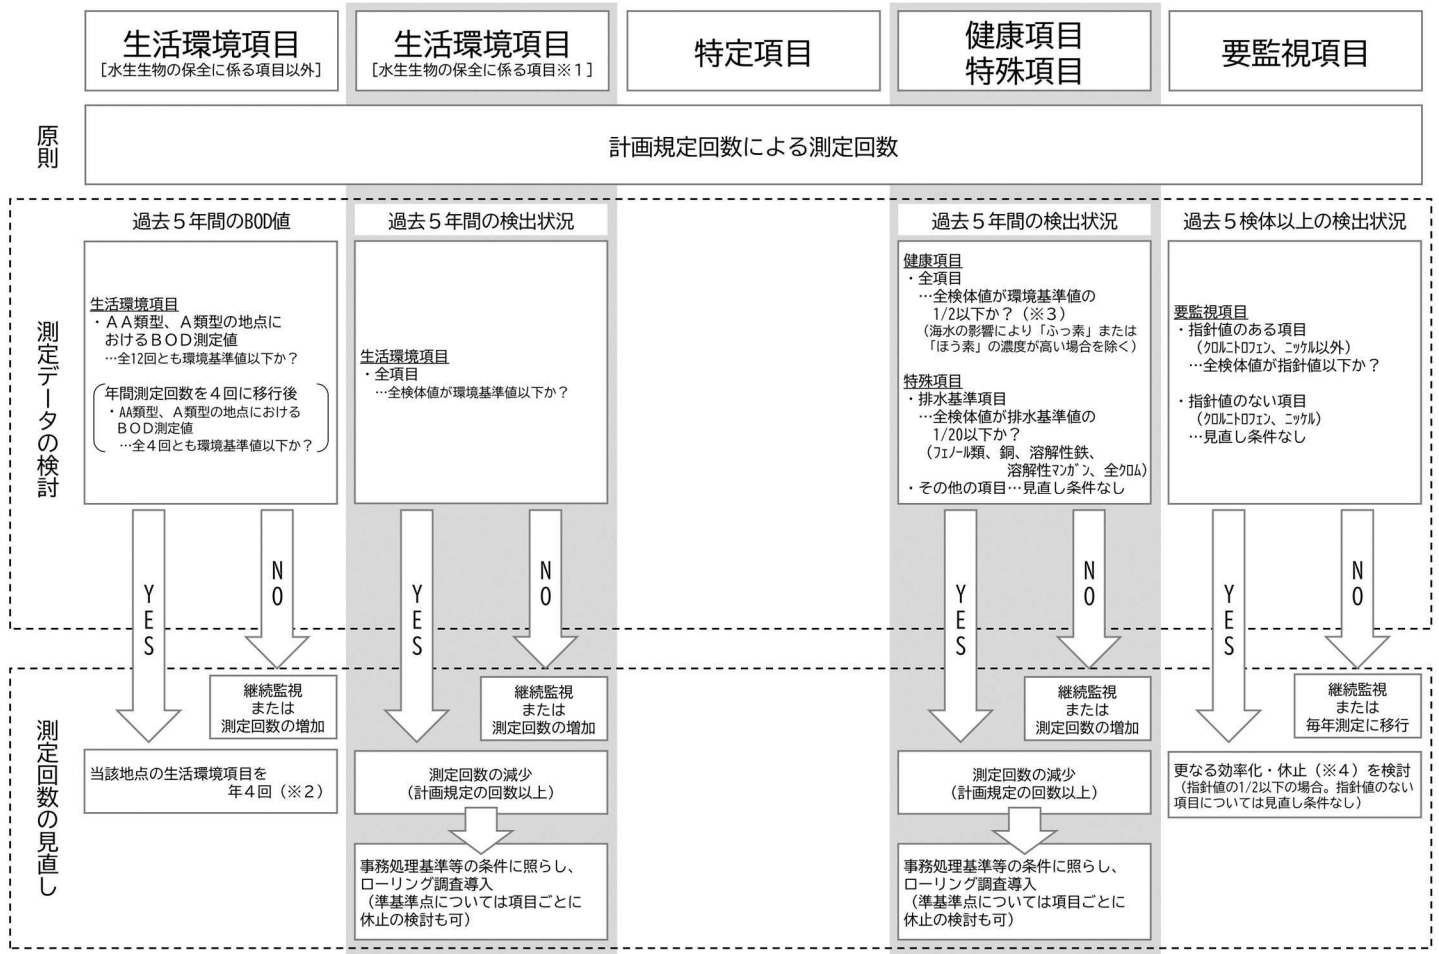 生活環境項目
[水生生物の保全に係る項目以外]
生活環境項目
[水生生物の保全に係る項目※1]
特定項目
健康項目
特殊項目
要監視項目
原則
計画規定回数による測定回数
測定データの検討
過去5年間のBOD値
生活環境項目
・AA類型、A類型の地点に
おけるBOD測定値
…全12回とも環境基準値以下か?
年間測定回数を4回に移行後
・AA類型、A類型の地点における
BOD測定値
…全4回とも環境基準値以下か?
過去5年間の検出状況
生活環境項目
・全項目
…全検体値が環境基準値以下か?
過去5年間の検出状況
健康項目
・全項目
…全検体値が環境基準値の
1/2以下か?(※3)
(海水の影響により「ふっ素」または
「ほう素」の濃度が高い場合を除く)
特殊項目
・排水基準項目
…全検体値が排水基準値の
1/20以下か?
(フェノール類、銅、溶解性鉄、
溶解性マンガン、全クロム)
・その他の項目…見直し条件なし
過去5検体以上の検出状況
要監視項目
・指針値のある項目
(クロルニトロフェン、ニッケル以外)
…全検体値が指針値以下か?
・指針値のない項目
(クロルニトロフェン、ニッケル)
…見直し条件なし
YES
NO
YES
NO
YES
NO
YES
NO
測定回数の見直し
継続監視
または
測定回数の増加
当該地点の生活環境項目を
年4回(※2)
継続監視
または
測定回数の増加
測定回数の減少
(計画規定の回数以上)
事務処理基準等の条件に照らし、
ローリング調査導入
(準基準点については項目ごとに
休止の検討も可)
継続監視
または
測定回数の増加
測定回数の減少
(計画規定の回数以上)
事務処理基準等の条件に照らし、
ローリング調査導入
(準基準点については項目ごとに
休止の検討も可)
継続監視
または
毎年測定に移行
更なる効率化・休止(※4)を検討
(指針値の1/2以下の場合。指針値のない
項目については見直し条件なし)